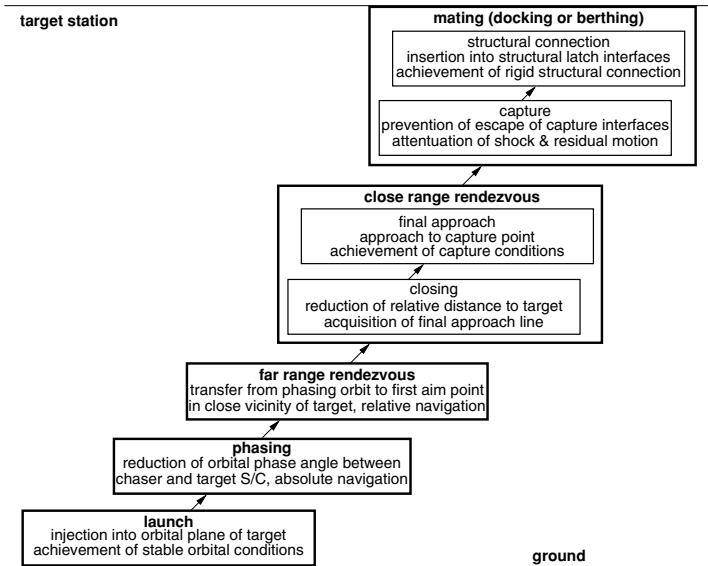 target station
mating (docking or berthing)
structural connection
insertion into structural latch interfaces
achievement of rigid structural connection
capture
prevention of escape of capture interfaces
attentuation of shock & residual motion
close range rendezvous
final approach
approach to capture point
achievement of capture conditions
closing
reduction of relative distance to target
acquisition of final approach line
far range rendezvous
transfer from phasing orbit to first aim point
in close vicinity of target, relative navigation
phasing
reduction of orbital phase angle between
chaser and target S/C, absolute navigation
launch
injection into orbital plane of target
achievement of stable orbital conditions
ground